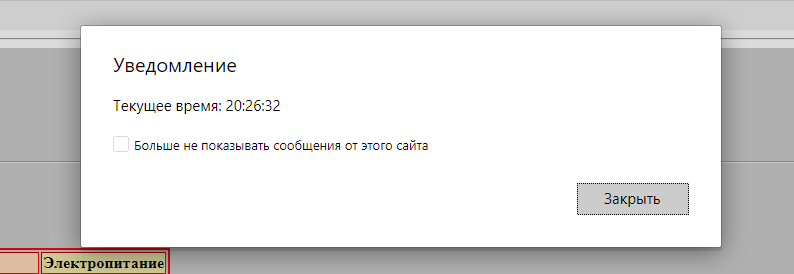 Уведомление
Текущее время: 20:26:32
Больше не показывать сообщения от этого сайта
Закрыть
Электропитание